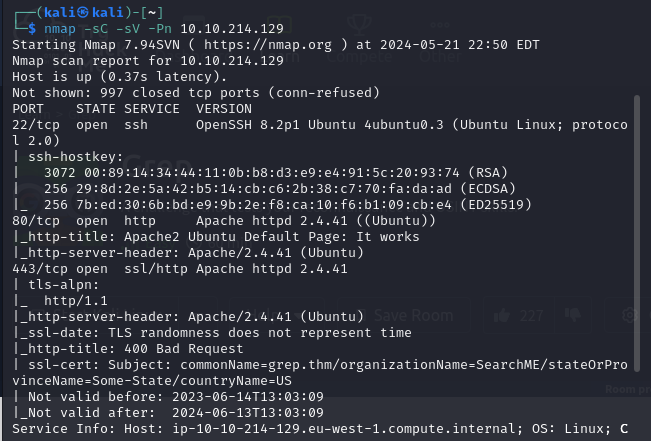 ┌──(kali㉿kali)-[~]
└─$ nmap -sC -sV -Pn 10.10.214.129
Starting Nmap 7.94SVN ( https://nmap.org ) at 2024-05-21 22:50 EDT
Nmap scan report for 10.10.214.129
Host is up (0.37s latency).
Not shown: 997 closed tcp ports (conn-refused)
PORT    STATE SERVICE  VERSION
22/tcp  open  ssh      OpenSSH 8.2p1 Ubuntu 4ubuntu0.3 (Ubuntu Linux; protoco
l 2.0)
| ssh-hostkey:
|   3072 00:89:14:34:44:11:0b:b8:d3:e9:e4:91:5c:20:93:74 (RSA)
|   256 29:8d:2e:5a:42:b5:14:cb:c6:2b:38:c7:70:fa:da:ad (ECDSA)
|_  256 7b:ed:30:6b:bd:e9:9b:2e:f8:ca:10:f6:b1:09:cb:e4 (ED25519)
80/tcp  open  http     Apache httpd 2.4.41 ((Ubuntu))
|_http-title: Apache2 Ubuntu Default Page: It works
|_http-server-header: Apache/2.4.41 (Ubuntu)
443/tcp open  ssl/http Apache httpd 2.4.41
| tls-alpn:
|_  http/1.1
|_http-server-header: Apache/2.4.41 (Ubuntu)
Save Room
227
|_ssl-date: TLS randomness does not represent time
|_http-title: 400 Bad Request
| ssl-cert: Subject: commonName=grep.thm/organizationName=SearchME/stateOrPro
vinceName=Some-State/countryName=US
| Not valid before: 2023-06-14T13:03:09
|_Not valid after:  2024-06-13T13:03:09
Service Info: Host: ip-10-10-214-129.eu-west-1.compute.internal; OS: Linux; C